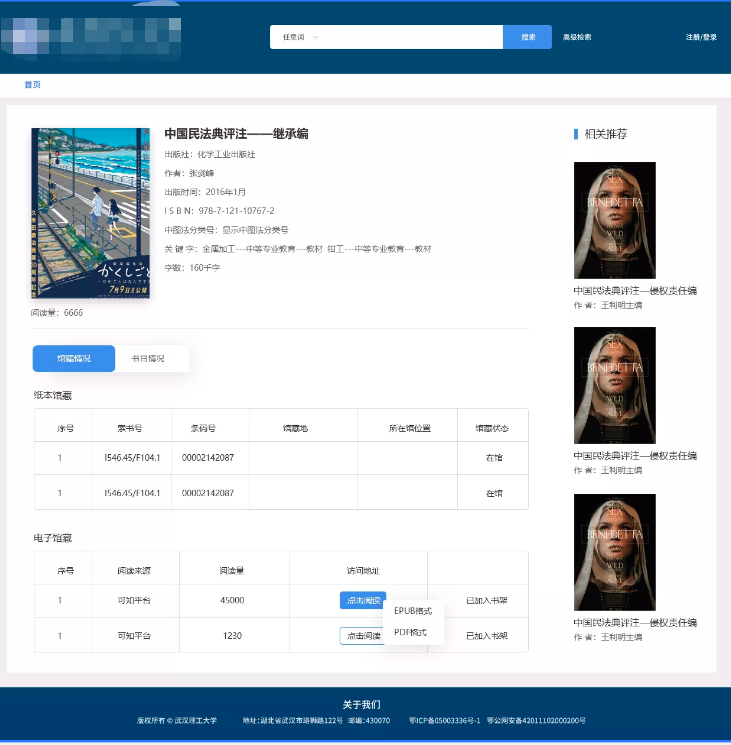 任意词
搜索
高级检索
注册/登录
首页
中国民法典评注——继承编
出版社：化学工业出版社
作者：张剑峰
出版时间：2016年1月
I S B N：978-7-121-10767-2
中图法分类号：显示中图法分类号
关 键 字：金属加工---中等专业教育---教材 钳工---中等专业教育---教材
字数：160千字
かくしごと
7月9日
公開
阅读量：6666
馆藏情况
书目情况
纸本馆藏
序号 索书号 条码号 馆藏地 所在馆位置 馆藏状态
1 I546.45/F104.1 00002142087 在馆
1 I546.45/F104.1 00002142087 在馆
电子馆藏
序号 阅读来源 阅读量 访问地址
1 可知平台 45000 点击阅读 已加入书架
EPUB格式
PDF格式
1 可知平台 1230 点击阅读 已加入书架
相关推荐
SEX
BENEDETTA
WILD
ALIVE
中国民法典评注—侵权责任编
作 者：王利明主编
SEX
BENEDETTA
WILD
ALIVE
中国民法典评注—侵权责任编
作 者：王利明主编
SEX
BENEDETTA
WILD
ALIVE
中国民法典评注—侵权责任编
作 者：王利明主编
关于我们
版权所有 © 武汉理工大学 地址:湖北省武汉市珞狮路122号 邮编:430070 鄂ICP备05003336号-1 鄂公网安备42011102000200号